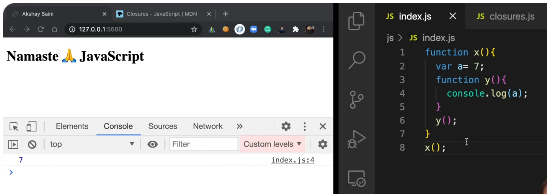 Akshay Saini
Closures - JavaScript | MDN
127.0.0.1:5500
Namaste 🙏 JavaScript
Elements Console Sources Network »
top Filter Custom levels ▾
7 index.js:4
>
JS index.js × JS closures.js
js > JS index.js
1 function x(){
2 var a= 7;
3 function y(){
4 console.log(a);
5 }
6 y();
7 }
8 x();